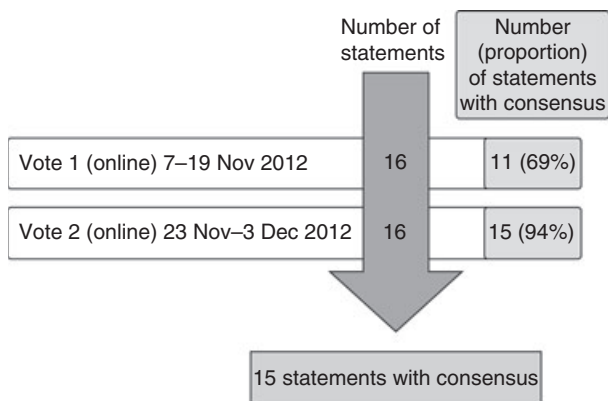 Number of
statements
Number
(proportion)
of statements
with consensus
Vote 1 (online) 7–19 Nov 2012
16
11 (69%)
Vote 2 (online) 23 Nov–3 Dec 2012
16
15 (94%)
15 statements with consensus